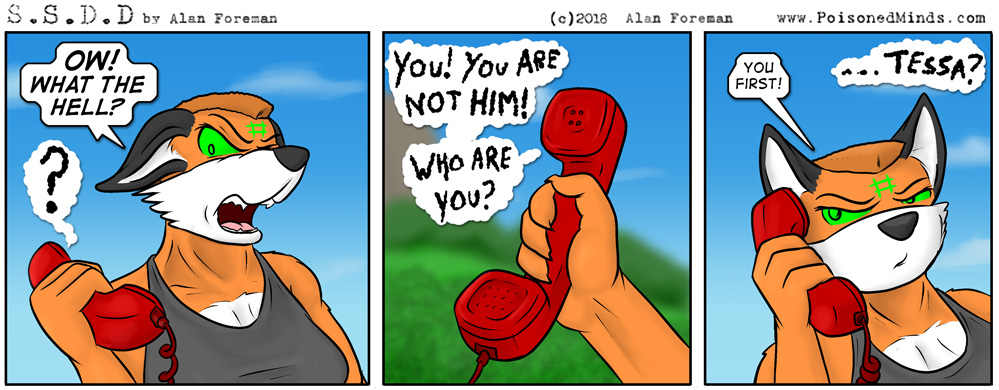 S.S.D.D by Alan Foreman (c)2018 Alan Foreman www.PoisonedMinds.com
OW!
WHAT THE
HELL?
?
YOU! YOU ARE
NOT HIM!
WHO ARE
YOU?
YOU
FIRST!
... TESSA?